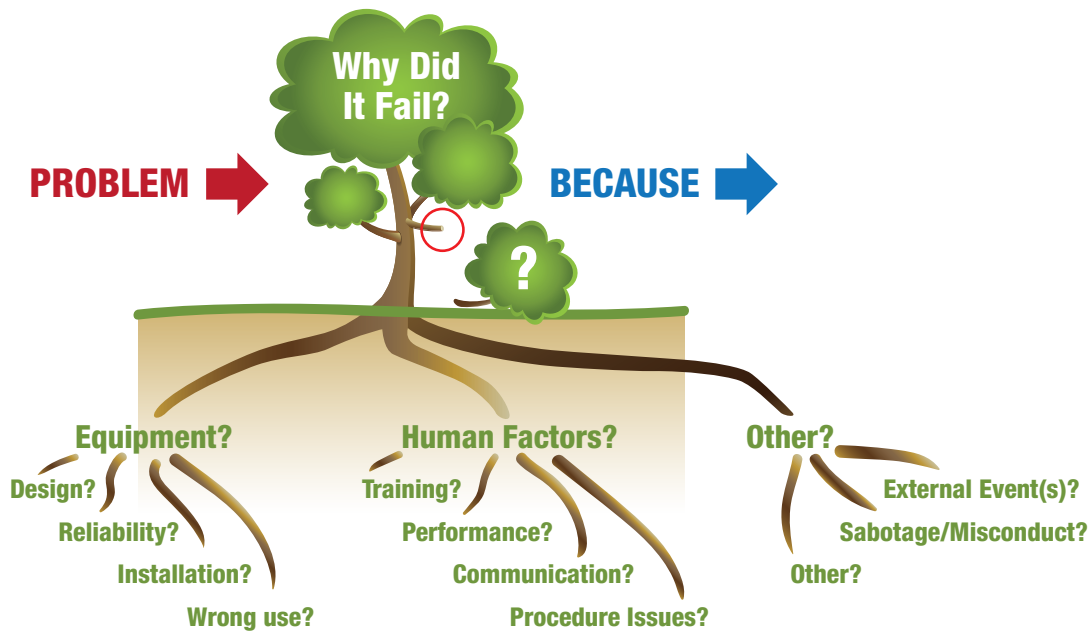 Why Did
It Fail?
PROBLEM
BECAUSE
?
Equipment?
Design?
Reliability?
Installation?
Wrong use?
Human Factors?
Training?
Performance?
Communication?
Procedure Issues?
Other?
External Event(s)?
Sabotage/Misconduct?
Other?